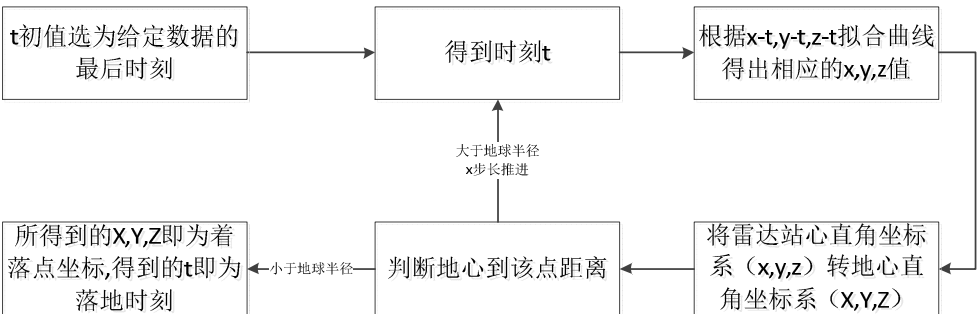 t初值选为给定数据的
最后时刻
得到时刻t
根据x-t,y-t,z-t拟合曲线
得出相应的x,y,z值
大于地球半径
x步长推进
所得到的X,Y,Z即为着
落点坐标,得到的t即为
落地时刻
小于地球半径
判断地心到该点距离
将雷达站心直角坐标
系（x,y,z）转地心直
角坐标系（X,Y,Z）